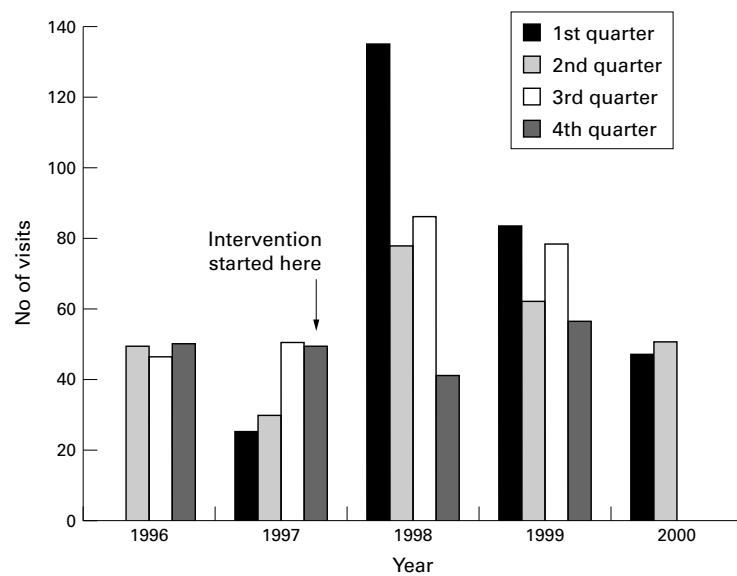 140
120
100
80
60
40
20
0
No of visits
1st quarter
2nd quarter
3rd quarter
4th quarter
Intervention
started here
1996
1997
1998
1999
2000
Year